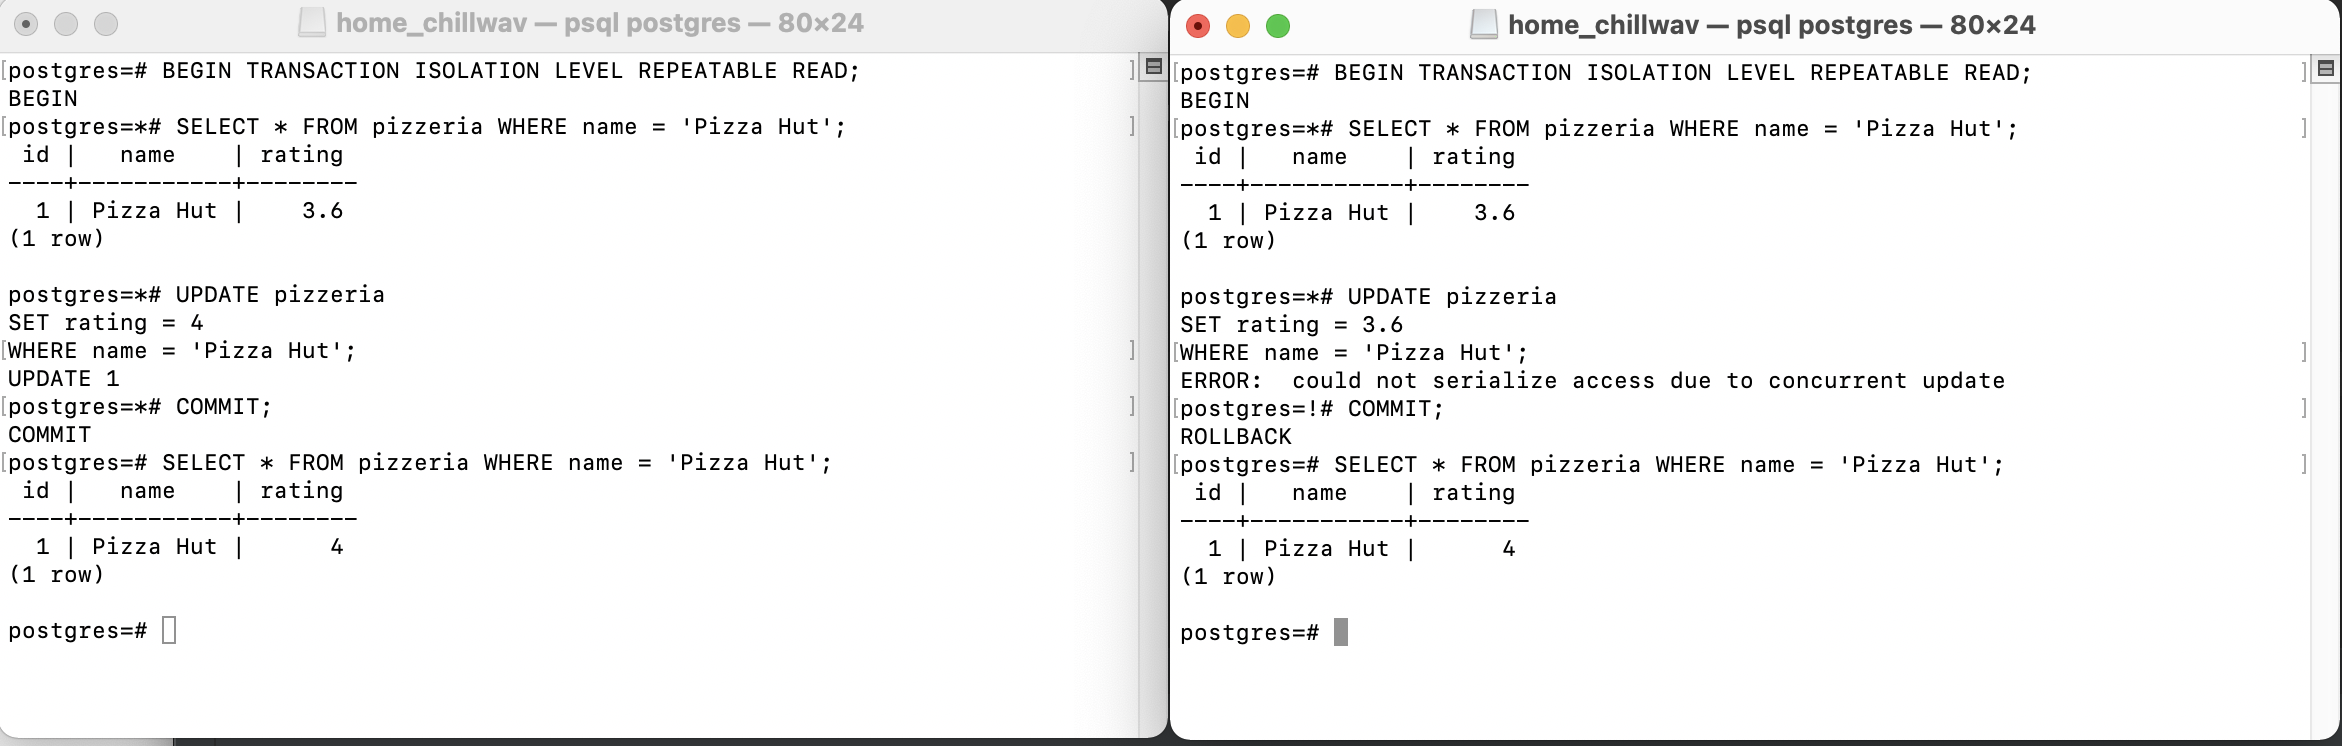 home_chillwav — psql postgres — 80×24
[postgres=# BEGIN TRANSACTION ISOLATION LEVEL REPEATABLE READ; ]
BEGIN
[postgres=*# SELECT * FROM pizzeria WHERE name = 'Pizza Hut'; ]
 id |   name    | rating
----+-----------+--------
  1 | Pizza Hut |    3.6
(1 row)

postgres=*# UPDATE pizzeria
SET rating = 4
[WHERE name = 'Pizza Hut'; ]
UPDATE 1
[postgres=*# COMMIT; ]
COMMIT
[postgres=# SELECT * FROM pizzeria WHERE name = 'Pizza Hut'; ]
 id |   name    | rating
----+-----------+--------
  1 | Pizza Hut |      4
(1 row)

postgres=#
home_chillwav — psql postgres — 80×24
[postgres=# BEGIN TRANSACTION ISOLATION LEVEL REPEATABLE READ; ]
BEGIN
[postgres=*# SELECT * FROM pizzeria WHERE name = 'Pizza Hut'; ]
 id |   name    | rating
----+-----------+--------
  1 | Pizza Hut |    3.6
(1 row)

postgres=*# UPDATE pizzeria
SET rating = 3.6
[WHERE name = 'Pizza Hut'; ]
ERROR:  could not serialize access due to concurrent update
[postgres=!# COMMIT; ]
ROLLBACK
[postgres=# SELECT * FROM pizzeria WHERE name = 'Pizza Hut'; ]
 id |   name    | rating
----+-----------+--------
  1 | Pizza Hut |      4
(1 row)

postgres=#